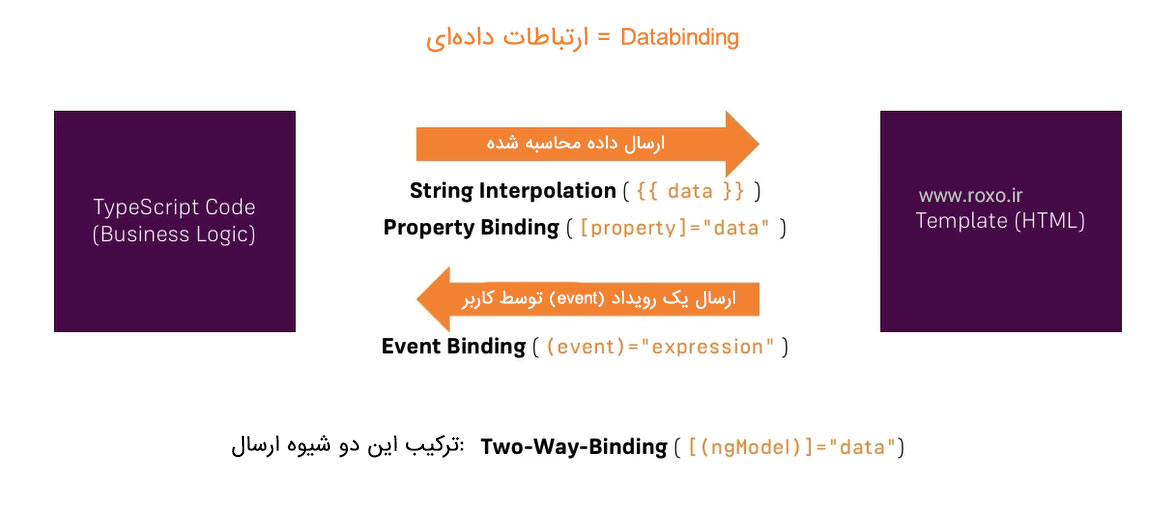 ارتباطات داده‌ای = Databinding
TypeScript Code
(Business Logic)
ارسال داده محاسبه شده
String Interpolation ( {{ data }} )
Property Binding ( [property]="data" )
ارسال یک رویداد (event) توسط کاربر
Event Binding ( (event)="expression" )
www.roxo.ir
Template (HTML)
ترکیب این دو شیوه ارسال: Two-Way-Binding ( [(ngModel)]="data")